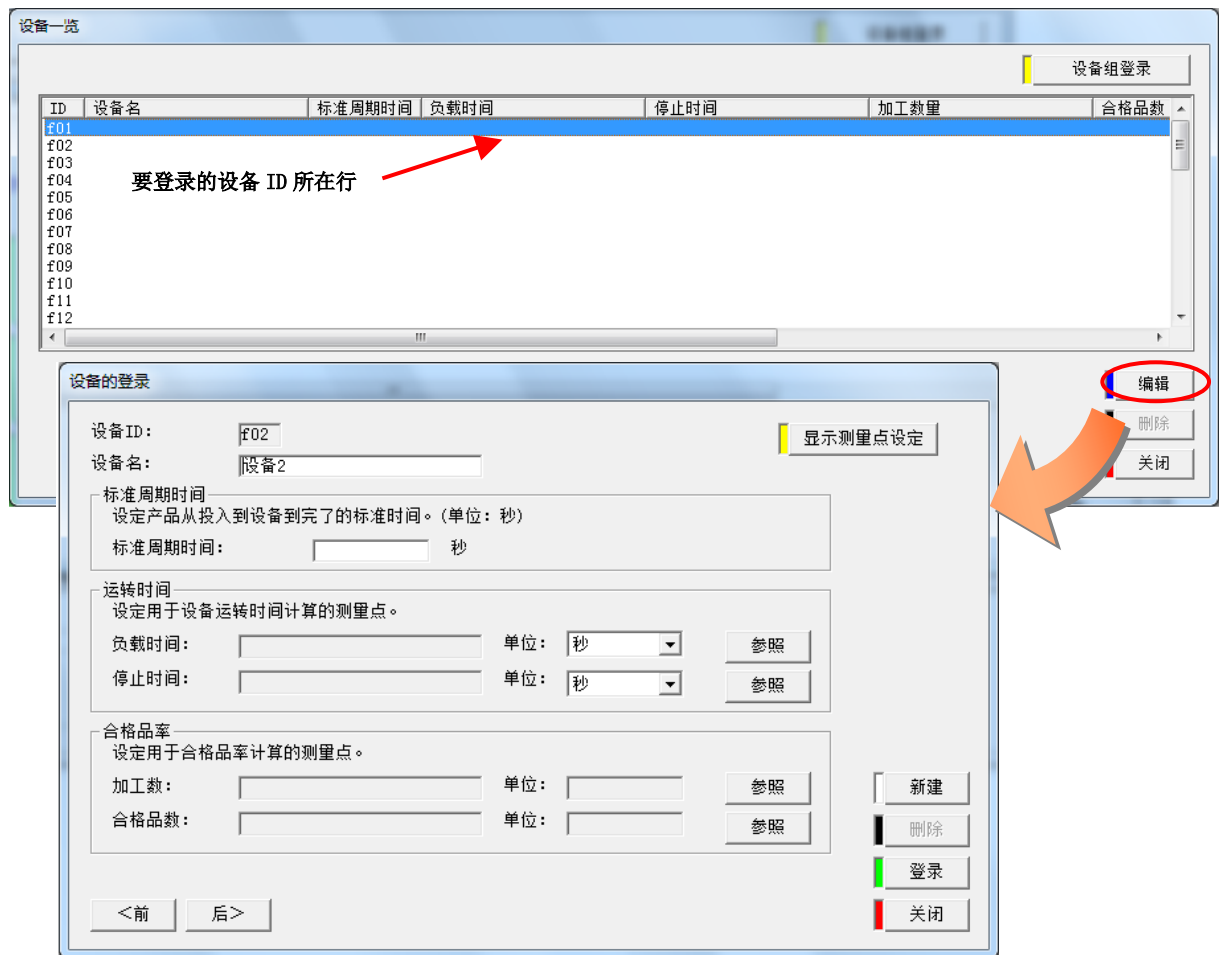 设备一览
设备组登录
ID 设备名 标准周期时间 负载时间 停止时间 加工数量 合格品数
f01
f02
f03
f04
要登录的设备 ID 所在行
f05
f06
f07
f08
f09
f10
f11
f12
编辑
删除
关闭
设备的登录
设备ID: f02
显示测量点设定
设备名: 设备2
标准周期时间
设定产品从投入到设备到完了的标准时间。(单位: 秒)
标准周期时间: 秒
运转时间
设定用于设备运转时间计算的测量点。
负载时间: 单位: 秒 参照
停止时间: 单位: 秒 参照
合格品率
设定用于合格品率计算的测量点。
加工数: 单位: 参照
合格品数: 单位: 参照
新建
删除
登录
关闭
<前 后>